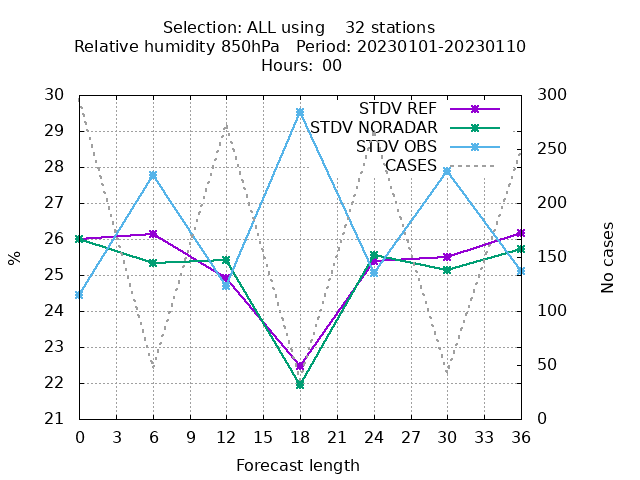 Selection: ALL using    32 stations
Relative humidity 850hPa   Period: 20230101-20230110
Hours: 00
STDV REF
STDV NORADAR
STDV OBS
CASES
30
29
28
27
26
25
24
23
22
21
300
250
200
150
100
50
0
%
No cases
0 3 6 9 12 15 18 21 24 27 30 33 36
Forecast length